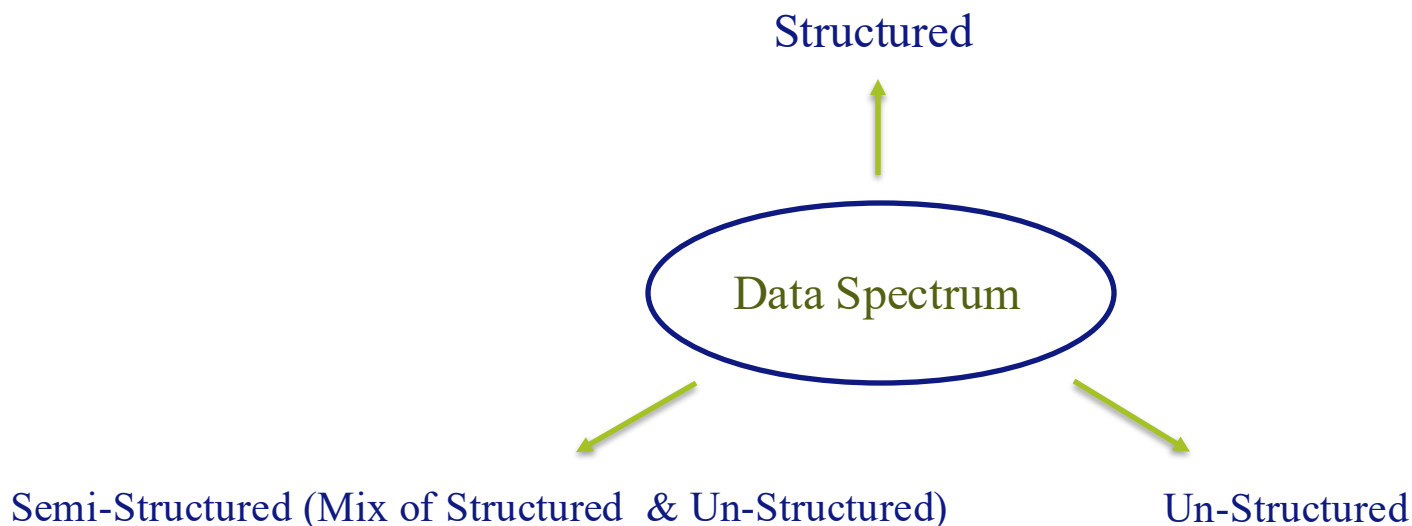 Structured
Data Spectrum
Semi-Structured (Mix of Structured & Un-Structured)
Un-Structured